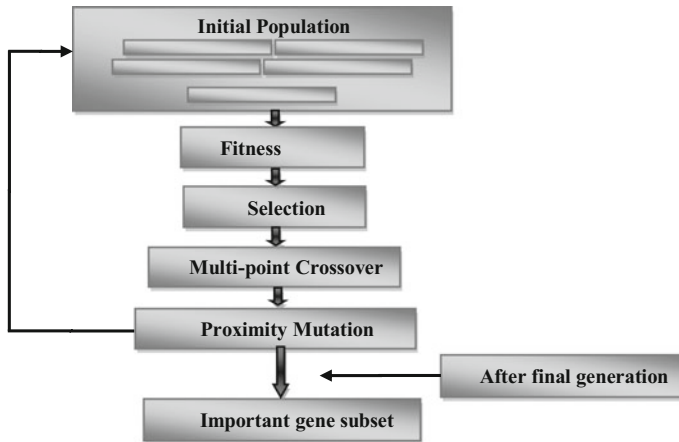 Initial Population
Fitness
Selection
Multi-point Crossover
Proximity Mutation
After final generation
Important gene subset